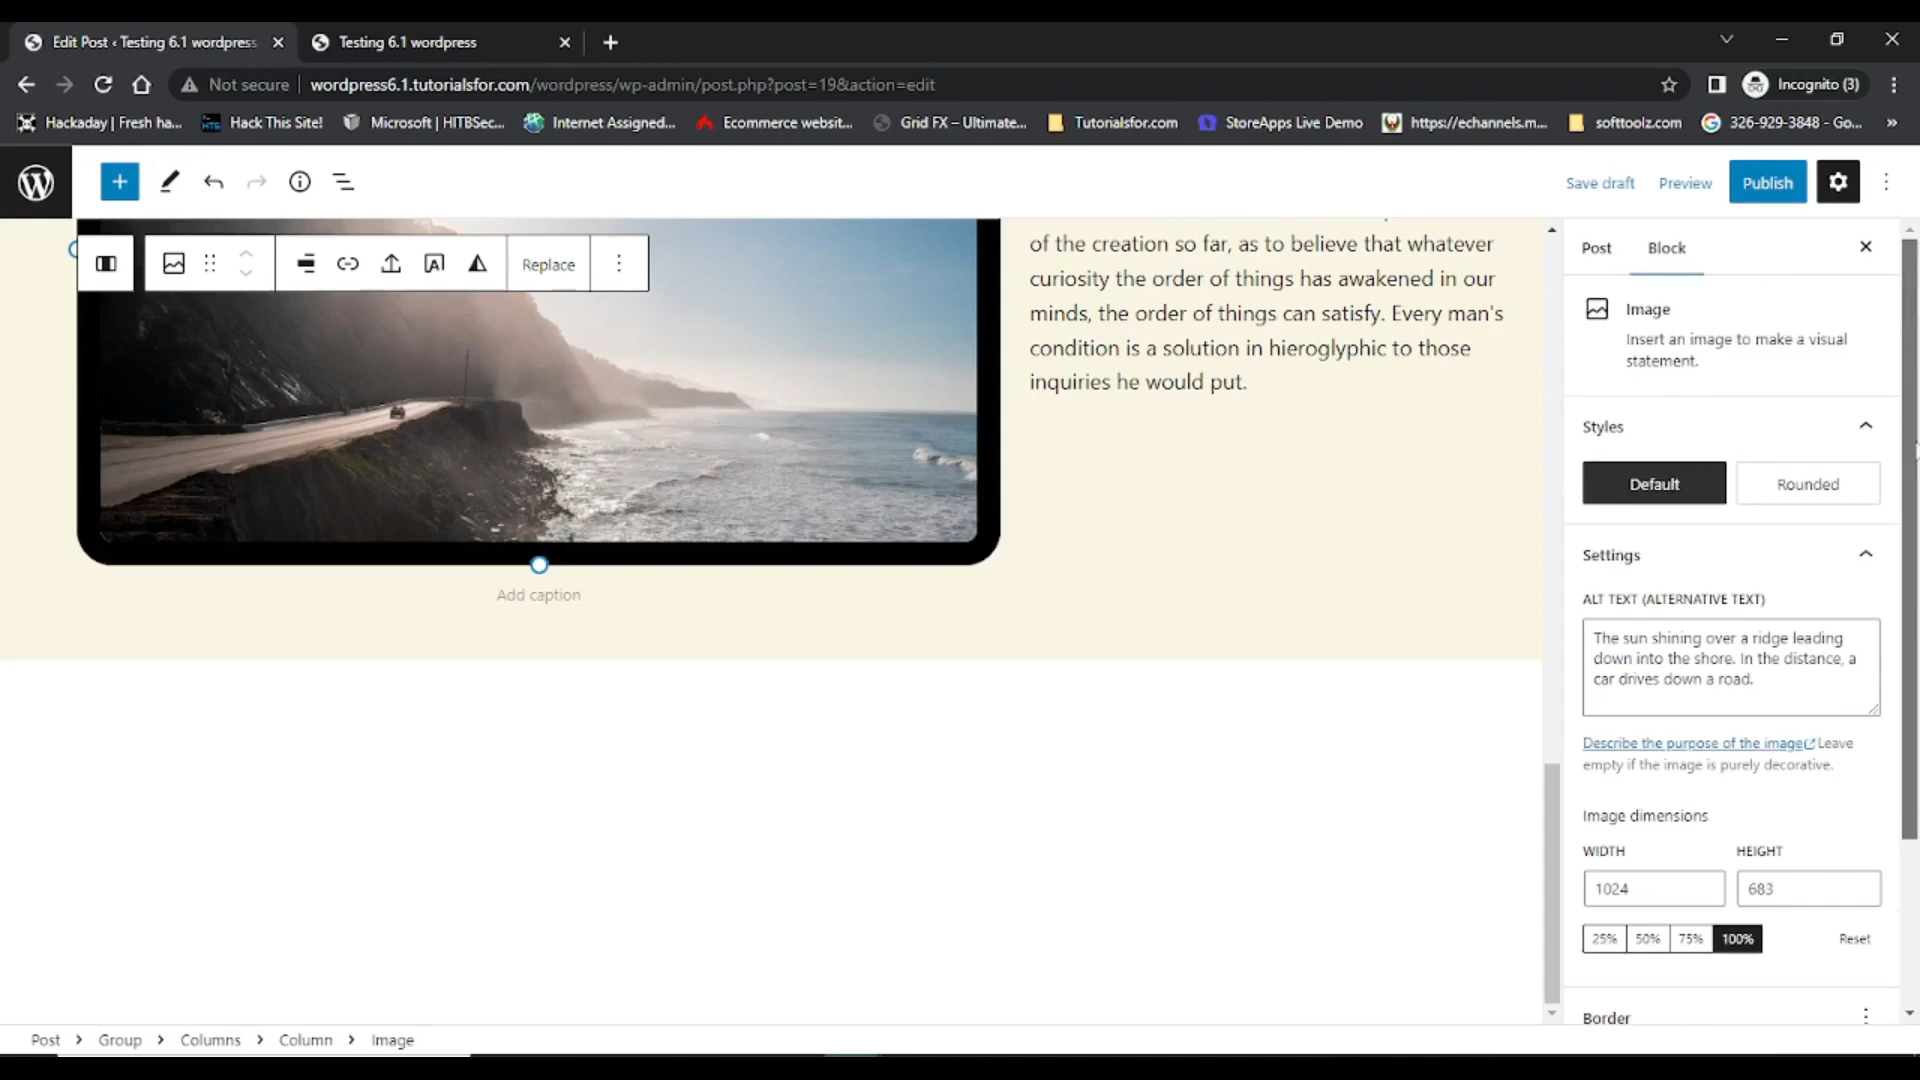 Edit Post ‹ Testing 6.1 wordpress
Testing 6.1 wordpress
Not secure
wordpress6.1.tutorialsfor.com/wordpress/wp-admin/post.php?post=19&action=edit
Incognito (3)
Hackaday | Fresh ha...
Hack This Site!
Microsoft | HITBSec...
Internet Assigned...
Ecommerce websit...
Grid FX – Ultimate...
Tutorialsfor.com
StoreApps Live Demo
https://echannels.m...
softtoolz.com
326-929-3848 - Go...
Save draft
Preview
Publish
Replace
of the creation so far, as to believe that whatever
curiosity the order of things has awakened in our
minds, the order of things can satisfy. Every man's
condition is a solution in hieroglyphic to those
inquiries he would put.
Add caption
Post
Block
Image
Insert an image to make a visual
statement.
Styles
Default
Rounded
Settings
ALT TEXT (ALTERNATIVE TEXT)
The sun shining over a ridge leading
down into the shore. In the distance, a
car drives down a road.
Describe the purpose of the image Leave
empty if the image is purely decorative.
Image dimensions
WIDTH
HEIGHT
1024
683
25%
50%
75%
100%
Reset
Border
Post
Group
Columns
Column
Image